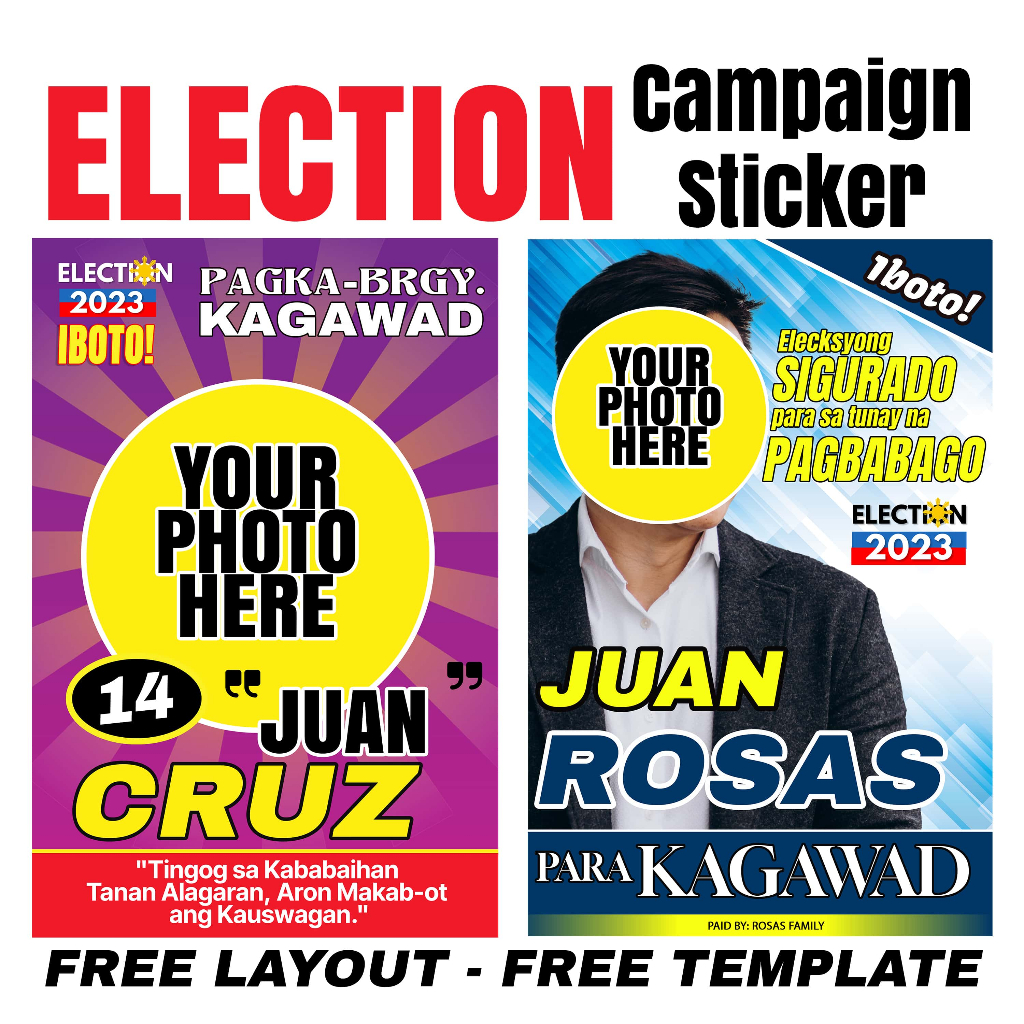 ELECTION
Campaign
Sticker
ELECTION
2023
IBOTO!
PAGKA-BRGY.
KAGAWAD
YOUR
PHOTO
HERE
14
"JUAN"
CRUZ
"Tingog sa Kababaihan
Tanan Alagaran, Aron Makab-ot
ang Kauswagan."
Iboto!
YOUR
PHOTO
HERE
Elecksyong
SIGURADO
para sa tunay na
PAGBABAGO
ELECTION
2023
JUAN
ROSAS
PARA KAGAWAD
PAID BY: ROSAS FAMILY
FREE LAYOUT - FREE TEMPLATE